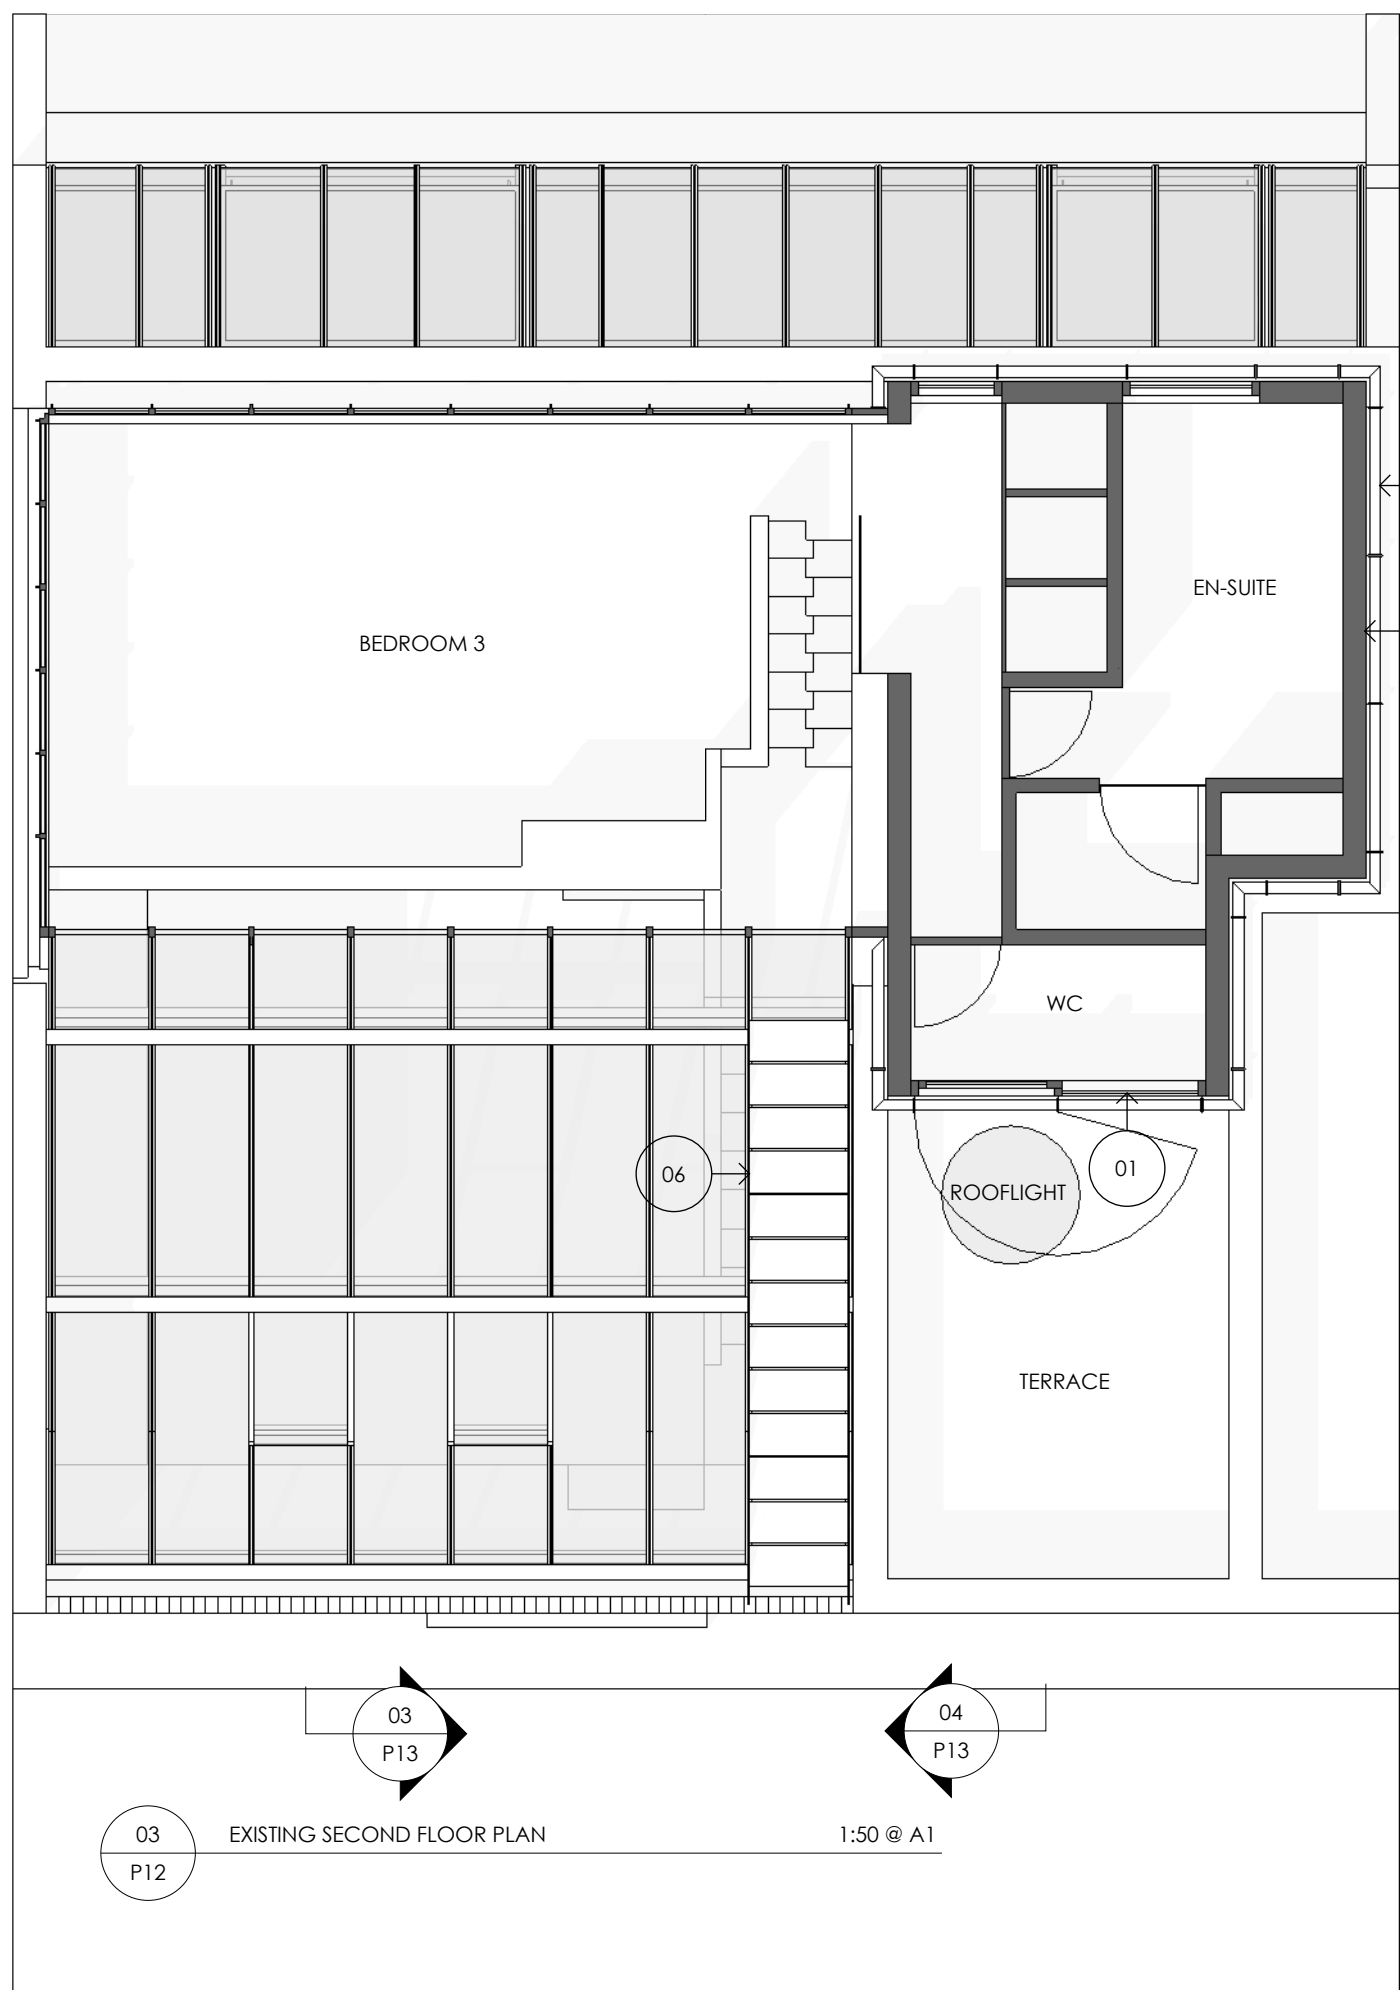 EN-SUITE
BEDROOM 3
WC
06
01
ROOFLIGHT
TERRACE
03
P13
04
P13
03
P12
EXISTING SECOND FLOOR PLAN
1:50 @ A1